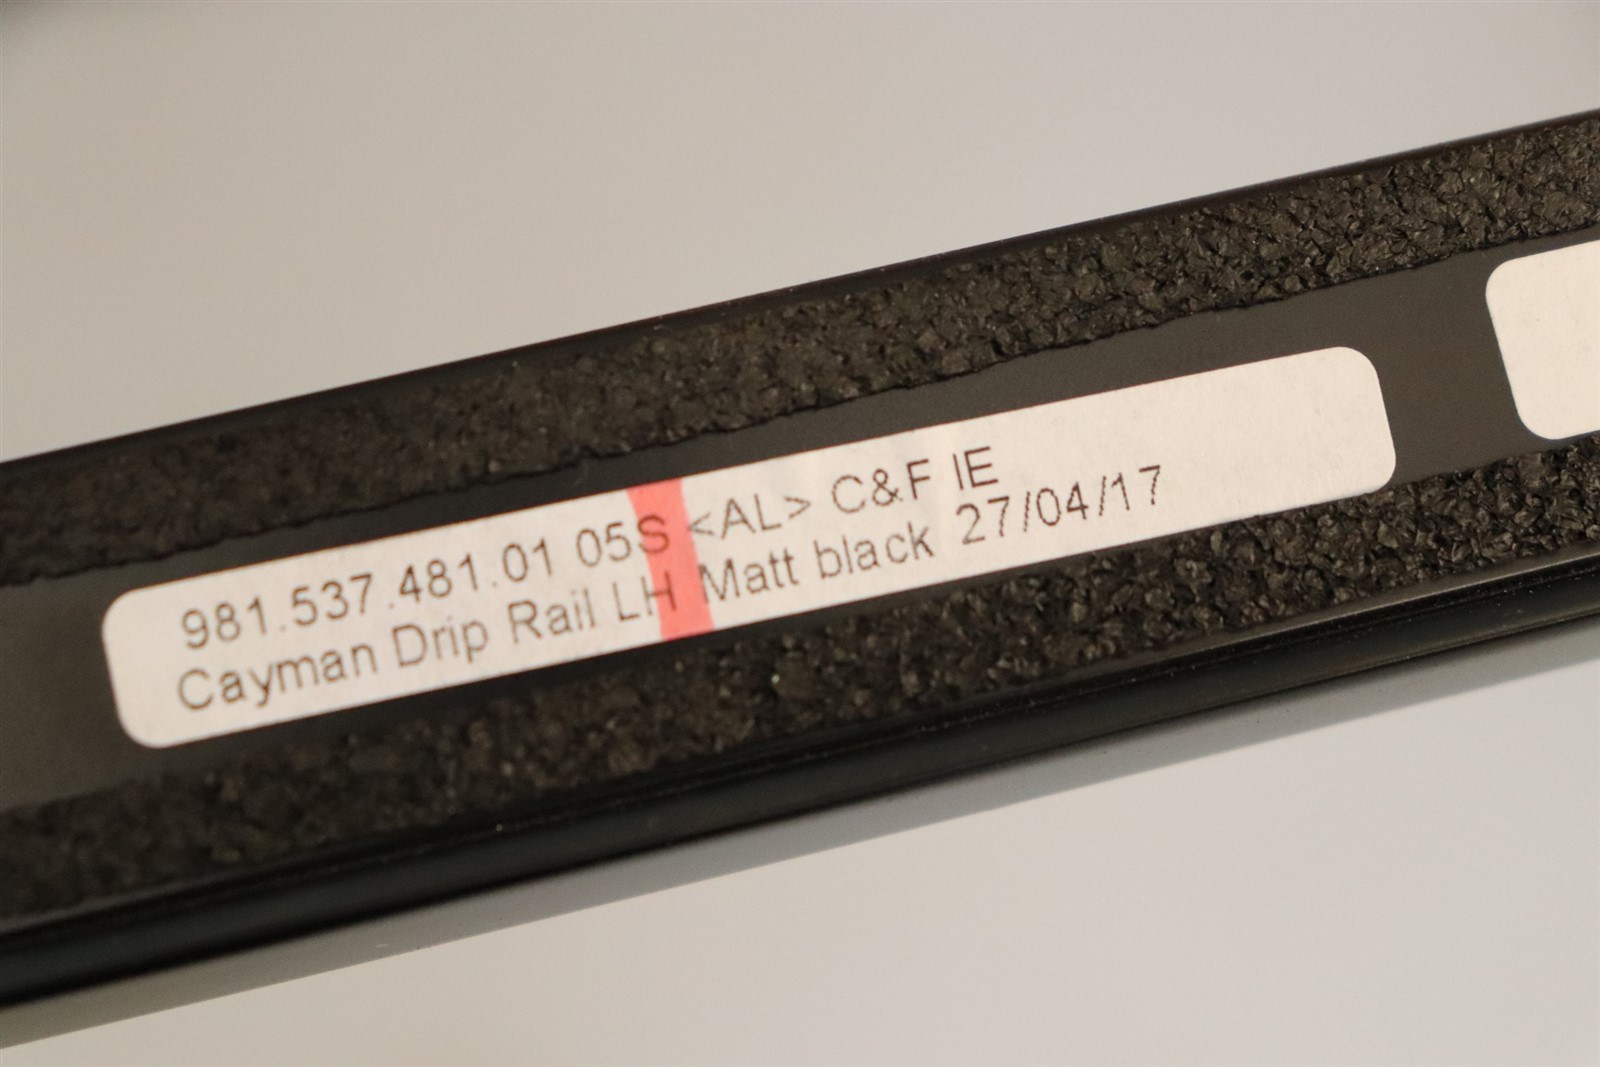 981.537.481.01 05S <AL> C&F IE
Cayman Drip Rail LH Matt black 27/04/17